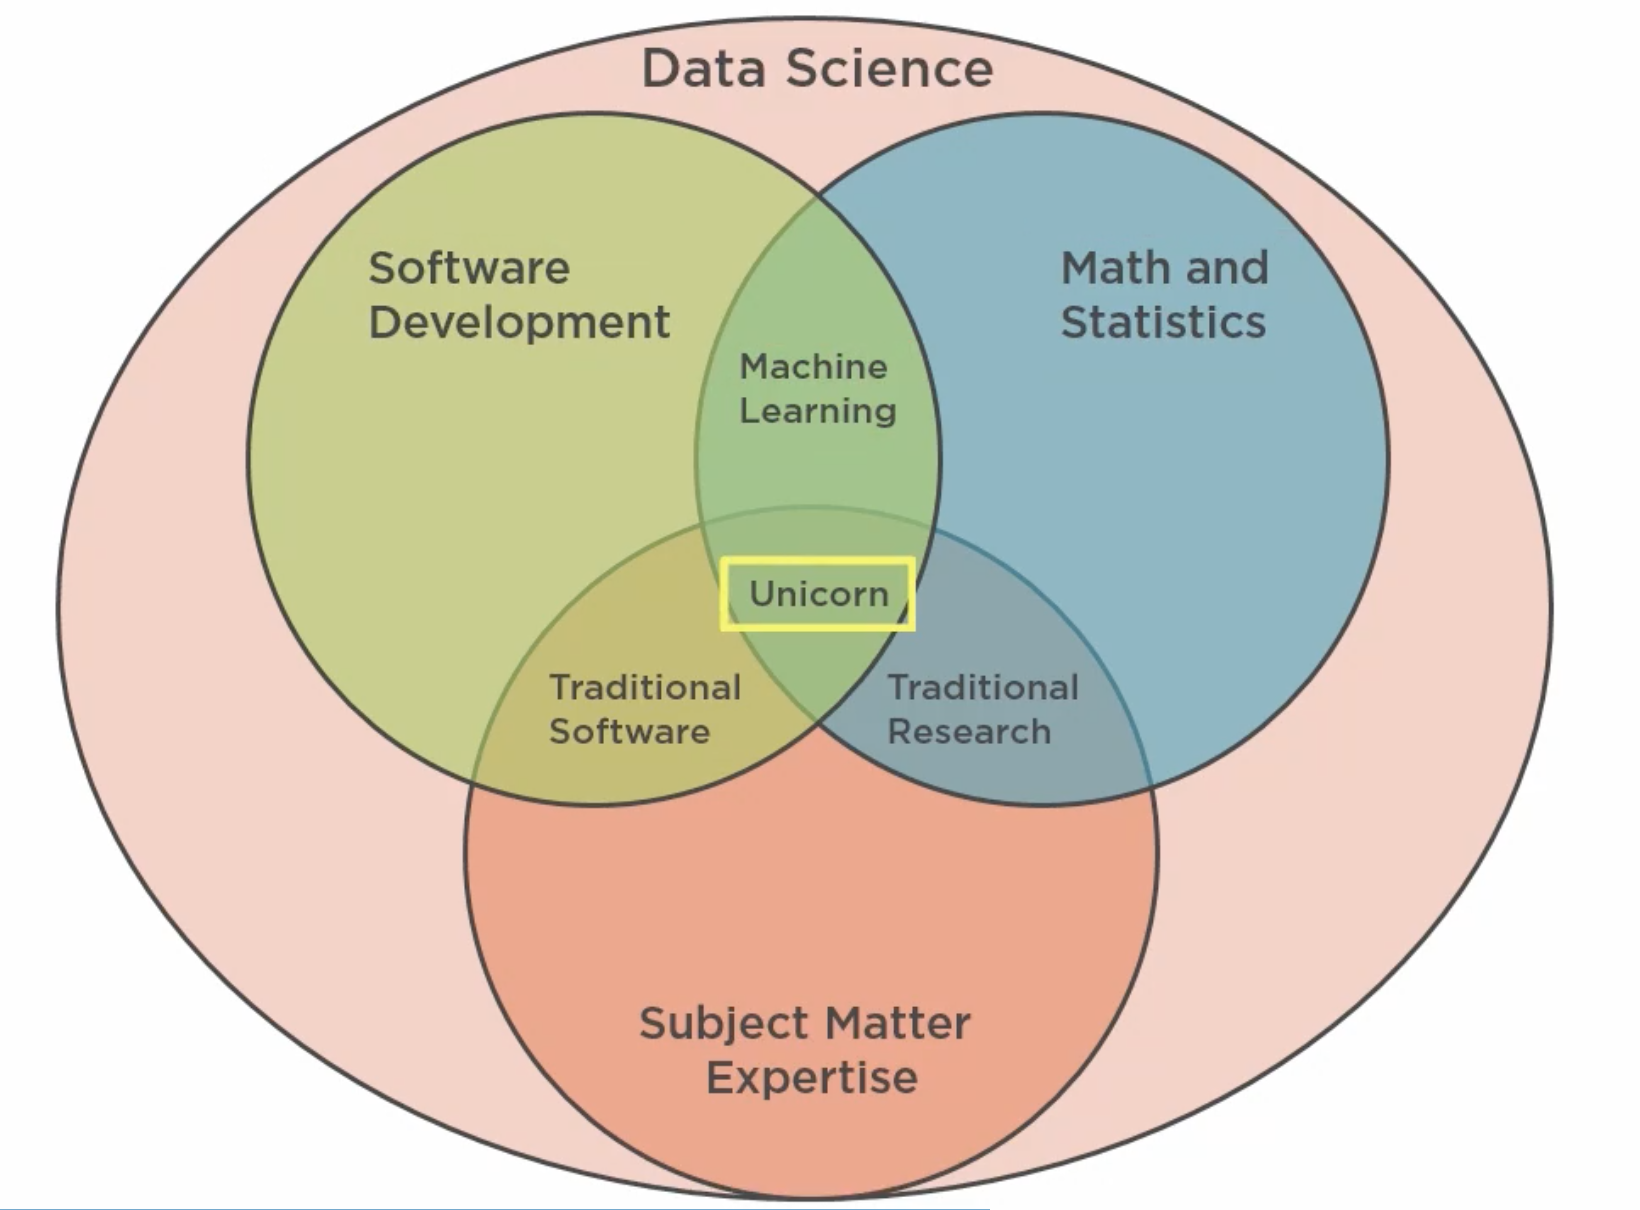 Data Science
Software
Development
Math and
Statistics
Machine
Learning
Unicorn
Traditional
Software
Traditional
Research
Subject Matter
Expertise